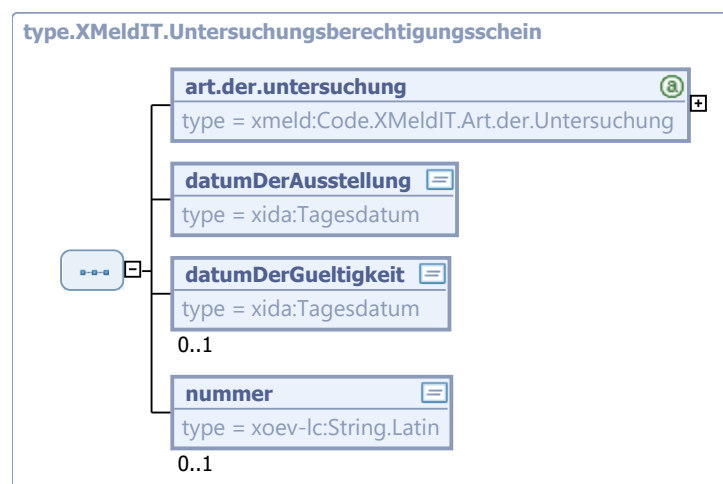 type.XMeldIT.Untersuchungsberechtigungsschein
art.der.untersuchung
type = xmeld:Code.XMeldIT.Art.der.Untersuchung
datumDerAusstellung
type = xida:Tagesdatum
datumDerGueltigkeit
type = xida:Tagesdatum
0..1
nummer
type = xoev-lc:String.Latin
0..1